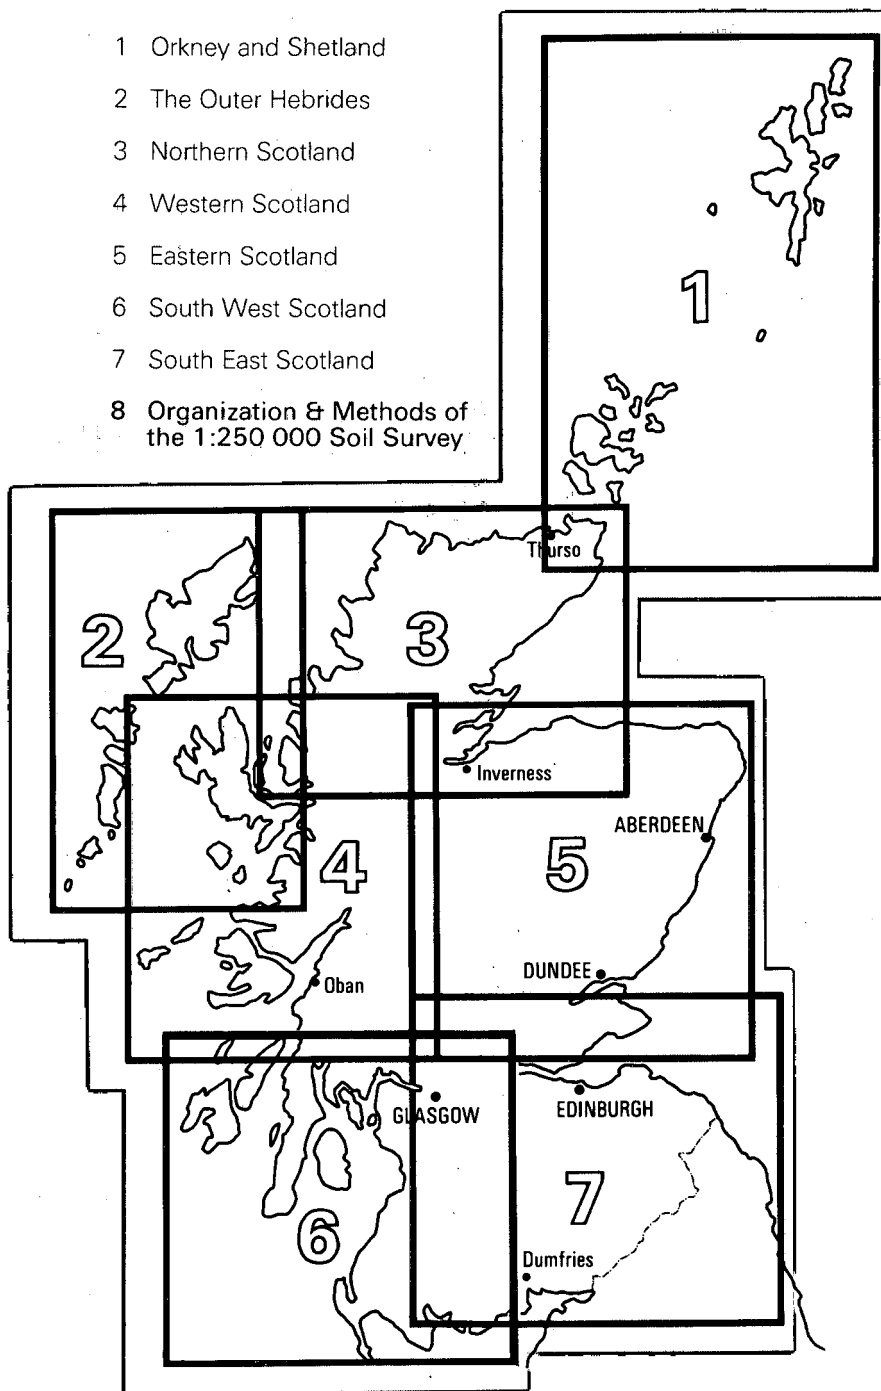 1 Orkney and Shetland
2 The Outer Hebrides
3 Northern Scotland
4 Western Scotland
5 Eastern Scotland
6 South West Scotland
7 South East Scotland
8 Organization & Methods of
the 1:250 000 Soil Survey
1
Thurso
2
3
Inverness
ABERDEEN
4
5
DUNDEE
Oban
GLASGOW
EDINBURGH
6
7
Dumfries